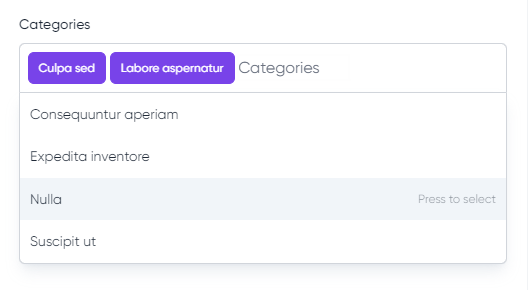 Categories
Culpa sed Labore aspernatur Categories
Consequuntur aperiam
Expedita inventore
Nulla Press to select
Suscipit ut